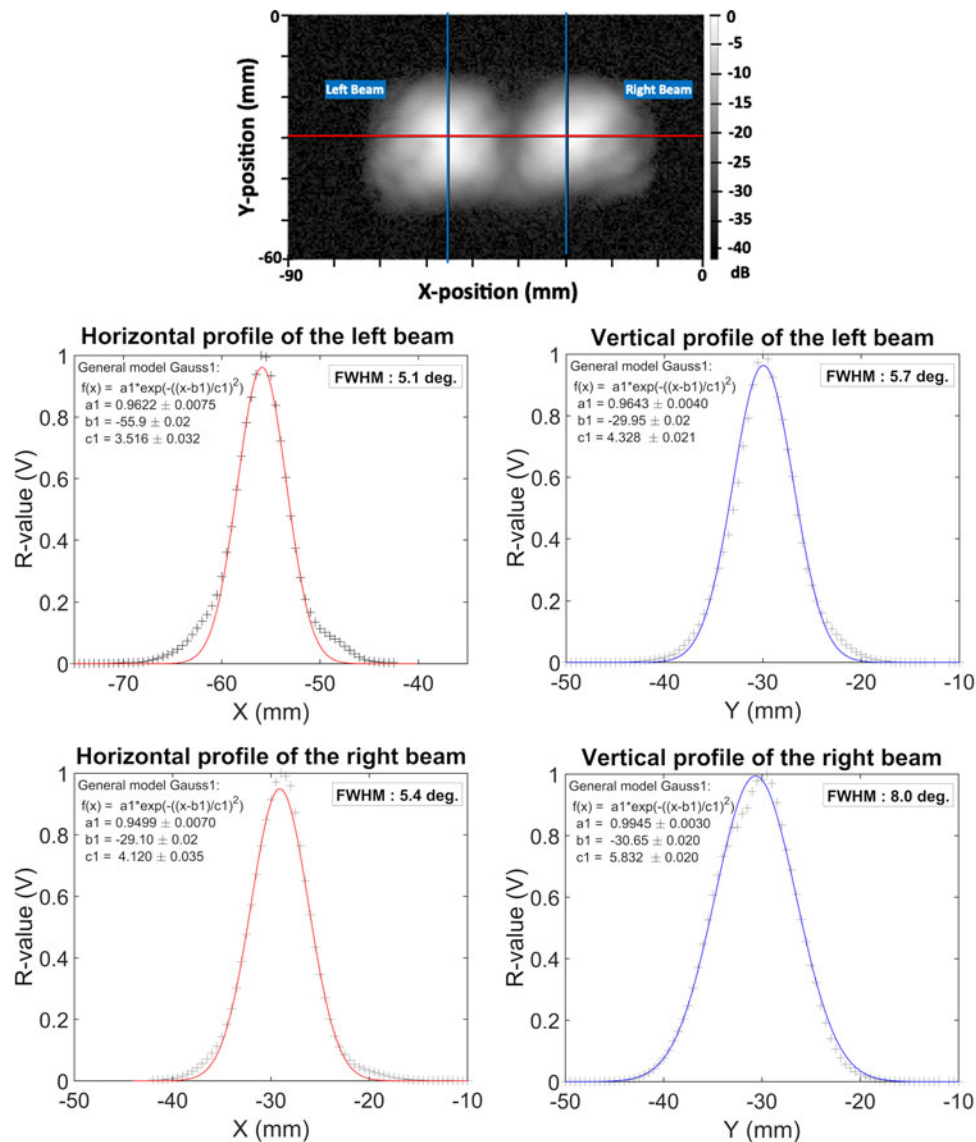 0
Y-position (mm)
-60
-90
0
X-position (mm)
Left Beam
Right Beam
0
-5
-10
-15
-20
-25
-30
-35
-40
dB
Horizontal profile of the left beam
General model Gauss1:
f(x) = a1*exp(-((x-b1)/c1)²)
a1 = 0.9622 ± 0.0075
b1 = -55.9 ± 0.02
c1 = 3.516 ± 0.032
FWHM : 5.1 deg.
R-value (V)
1
0.8
0.6
0.4
0.2
0
-70
-60
-50
-40
X (mm)
Vertical profile of the left beam
General model Gauss1:
f(x) = a1*exp(-((x-b1)/c1)²)
a1 = 0.9643 ± 0.0040
b1 = -29.95 ± 0.02
c1 = 4.328 ± 0.021
FWHM : 5.7 deg.
R-value (V)
1
0.8
0.6
0.4
0.2
0
-50
-40
-30
-20
-10
Y (mm)
Horizontal profile of the right beam
General model Gauss1:
f(x) = a1*exp(-((x-b1)/c1)²)
a1 = 0.9499 ± 0.0070
b1 = -29.10 ± 0.02
c1 = 4.120 ± 0.035
FWHM : 5.4 deg.
R-value (V)
1
0.8
0.6
0.4
0.2
0
-50
-40
-30
-20
-10
X (mm)
Vertical profile of the right beam
General model Gauss1:
f(x) = a1*exp(-((x-b1)/c1)²)
a1 = 0.9945 ± 0.0030
b1 = -30.65 ± 0.020
c1 = 5.832 ± 0.020
FWHM : 8.0 deg.
R-value (V)
1
0.8
0.6
0.4
0.2
0
-50
-40
-30
-20
-10
Y (mm)